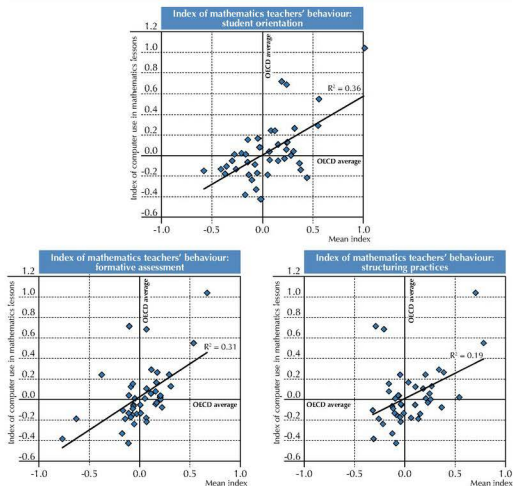 Index of mathematics teachers' behaviour:
student orientation
Index of computer use in mathematics lessons
1.2
1.0
0.8
0.6
0.4
0.2
0.0
-0.2
-0.4
-0.6
OECD average
R² = 0.36
OECD average
-1.0
-0.5
0.0
0.5
1.0
Mean index
Index of mathematics teachers' behaviour:
formative assessment
Index of computer use in mathematics lessons
1.2
1.0
0.8
0.6
0.4
0.2
0.0
-0.2
-0.4
-0.6
OECD average
R² = 0.31
OECD average
-1.0
-0.5
0.0
0.5
1.0
Mean index
Index of mathematics teachers' behaviour:
structuring practices
Index of computer use in mathematics lessons
1.2
1.0
0.8
0.6
0.4
0.2
0.0
-0.2
-0.4
-0.6
OECD average
R² = 0.19
OECD average
-1.0
-0.5
0.0
0.5
1.0
Mean index